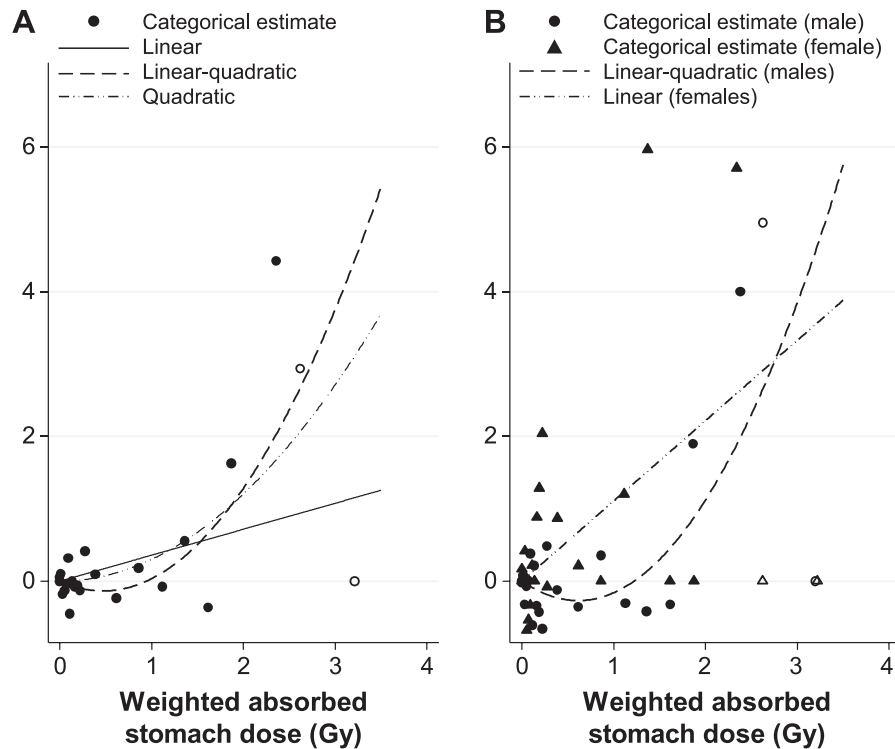 A
Categorical estimate
Linear
Linear-quadratic
Quadratic
6
4
2
0
0 1 2 3 4
Weighted absorbed
stomach dose (Gy)
B
Categorical estimate (male)
Categorical estimate (female)
Linear-quadratic (males)
Linear (females)
6
4
2
0
0 1 2 3 4
Weighted absorbed
stomach dose (Gy)